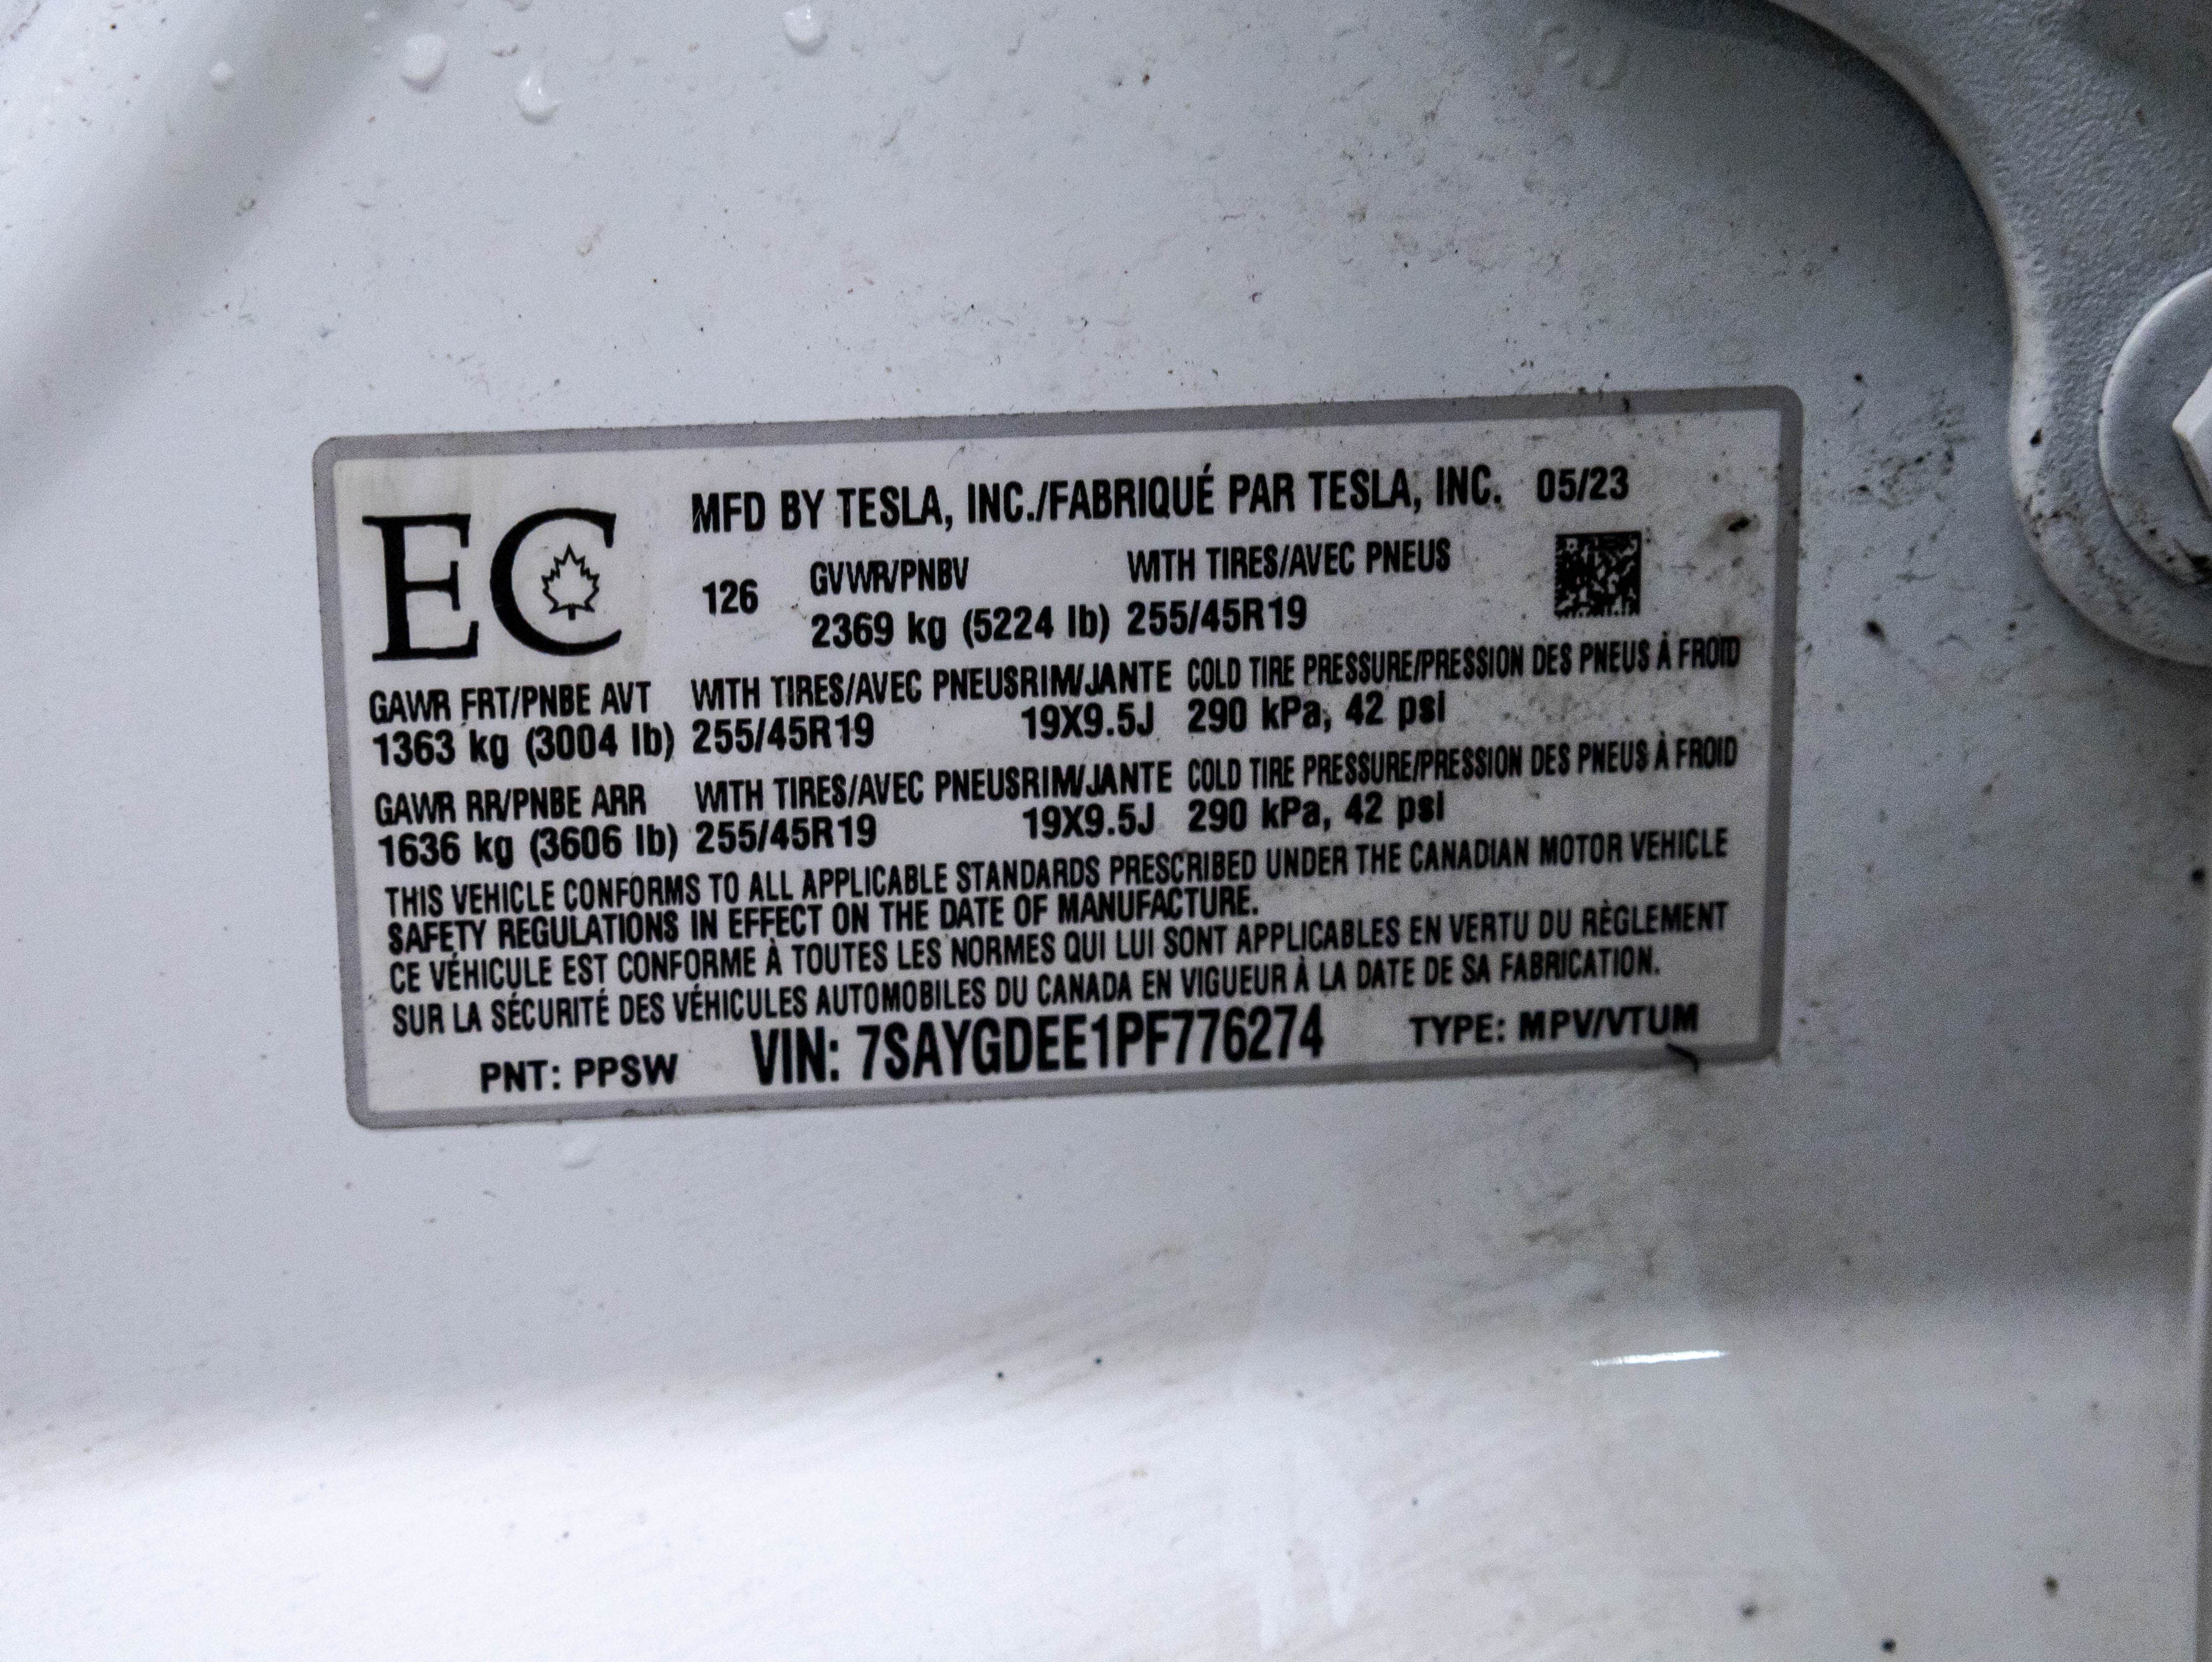 EC
MFD BY TESLA, INC./FABRIQUÉ PAR TESLA, INC. 05/23
126 GVWR/PNBV WITH TIRES/AVEC PNEUS
2369 kg (5224 lb) 255/45R19
GAWR FRT/PNBE AVT WITH TIRES/AVEC PNEUSRIM/JANTE COLD TIRE PRESSURE/PRESSION DES PNEUS À FROID
1363 kg (3004 lb) 255/45R19 19X9.5J 290 kPa, 42 psi
GAWR RR/PNBE ARR WITH TIRES/AVEC PNEUSRIM/JANTE COLD TIRE PRESSURE/PRESSION DES PNEUS À FROID
1636 kg (3606 lb) 255/45R19 19X9.5J 290 kPa, 42 psi
THIS VEHICLE CONFORMS TO ALL APPLICABLE STANDARDS PRESCRIBED UNDER THE CANADIAN MOTOR VEHICLE
SAFETY REGULATIONS IN EFFECT ON THE DATE OF MANUFACTURE.
CE VÉHICULE EST CONFORME À TOUTES LES NORMES QUI LUI SONT APPLICABLES EN VERTU DU RÈGLEMENT
SUR LA SÉCURITÉ DES VÉHICULES AUTOMOBILES DU CANADA EN VIGUEUR À LA DATE DE SA FABRICATION.
PNT: PPSW VIN: 7SAYGDEE1PF776274 TYPE: MPV/VTUM